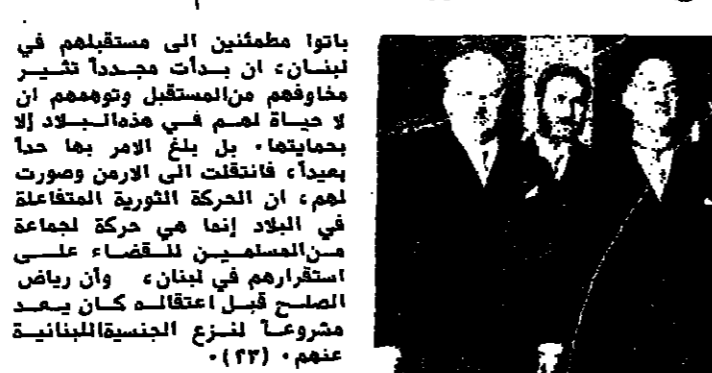 باتوا مطمئنين الى مستقبلهم في
لبنان، ان بدأت مجدداً تثير
مخاوفهم من المستقبل وتوهمهم ان
لا حياة لهم في هذه البلاد إلا
بحمايتها. بل بلغ الامر بها حداً
بعيداً، فانتقلت الى الارمن وصورت
لهم، ان الحركة الثورية المتفاعلة
في البلاد إنما هي حركة لجماعة
من المسلمين للقضاء على
استقرارهم في لبنان، وأن رياض
الصلح قبل اعتقاله كان يعد
مشروعاً لنزع الجنسية اللبنانية
عنهم. (٢٣).